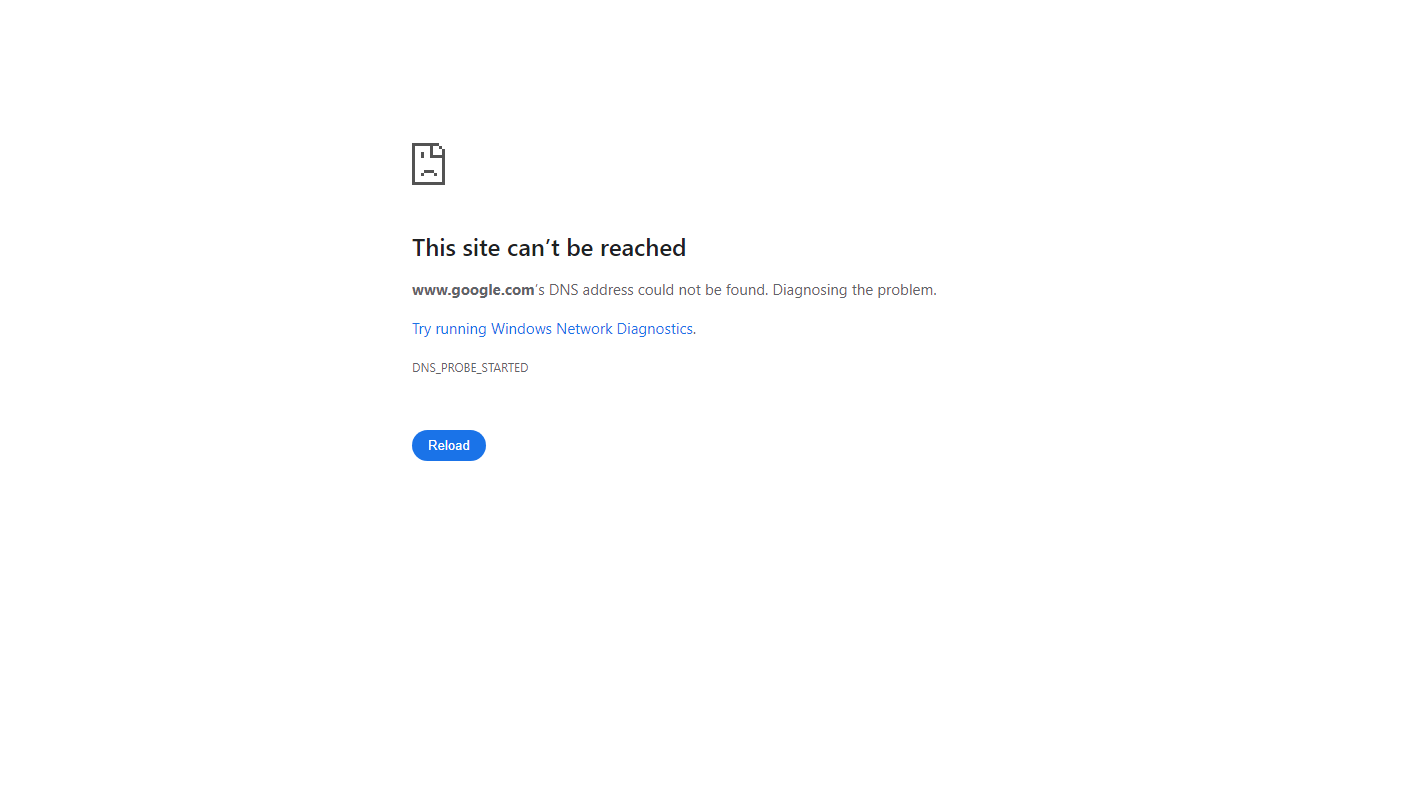 This site can’t be reached
www.google.com’s DNS address could not be found. Diagnosing the problem.
Try running Windows Network Diagnostics.
DNS_PROBE_STARTED
Reload